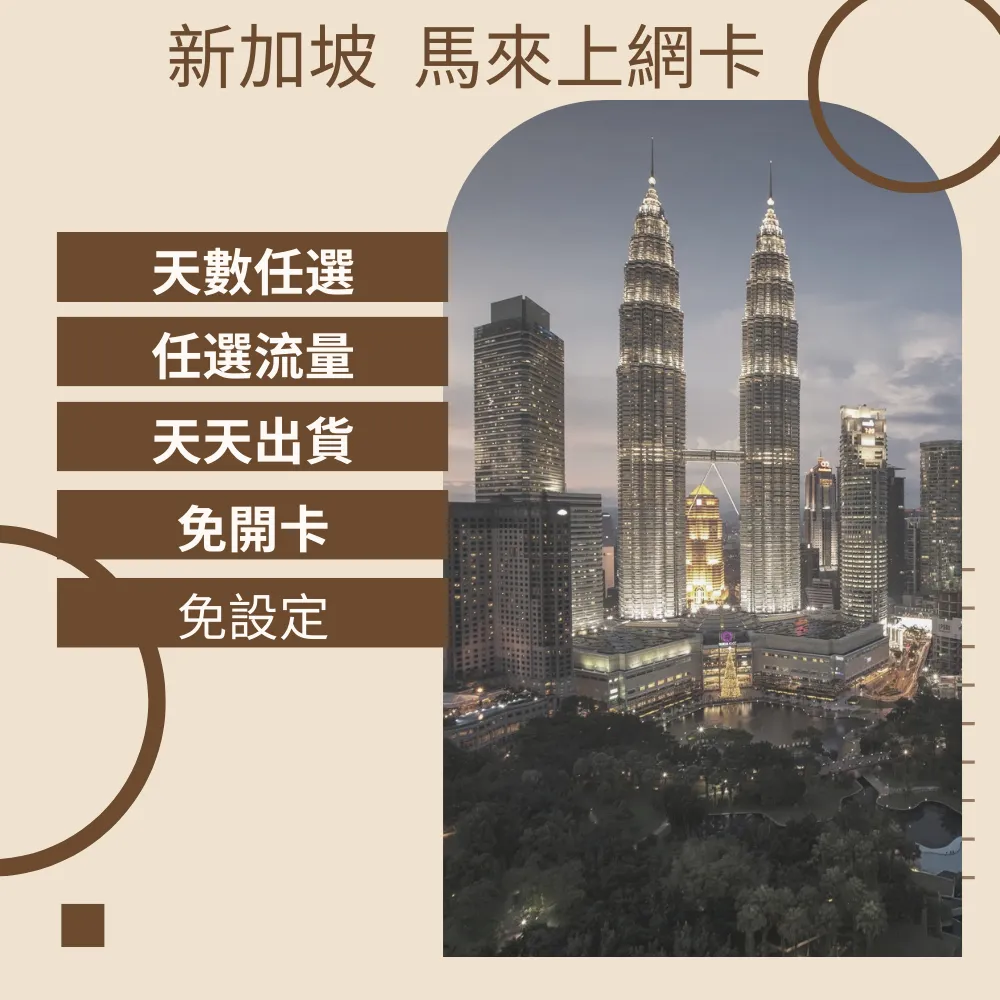 新加坡 馬來上網卡
天數任選
任選流量
天天出貨
免開卡
免設定